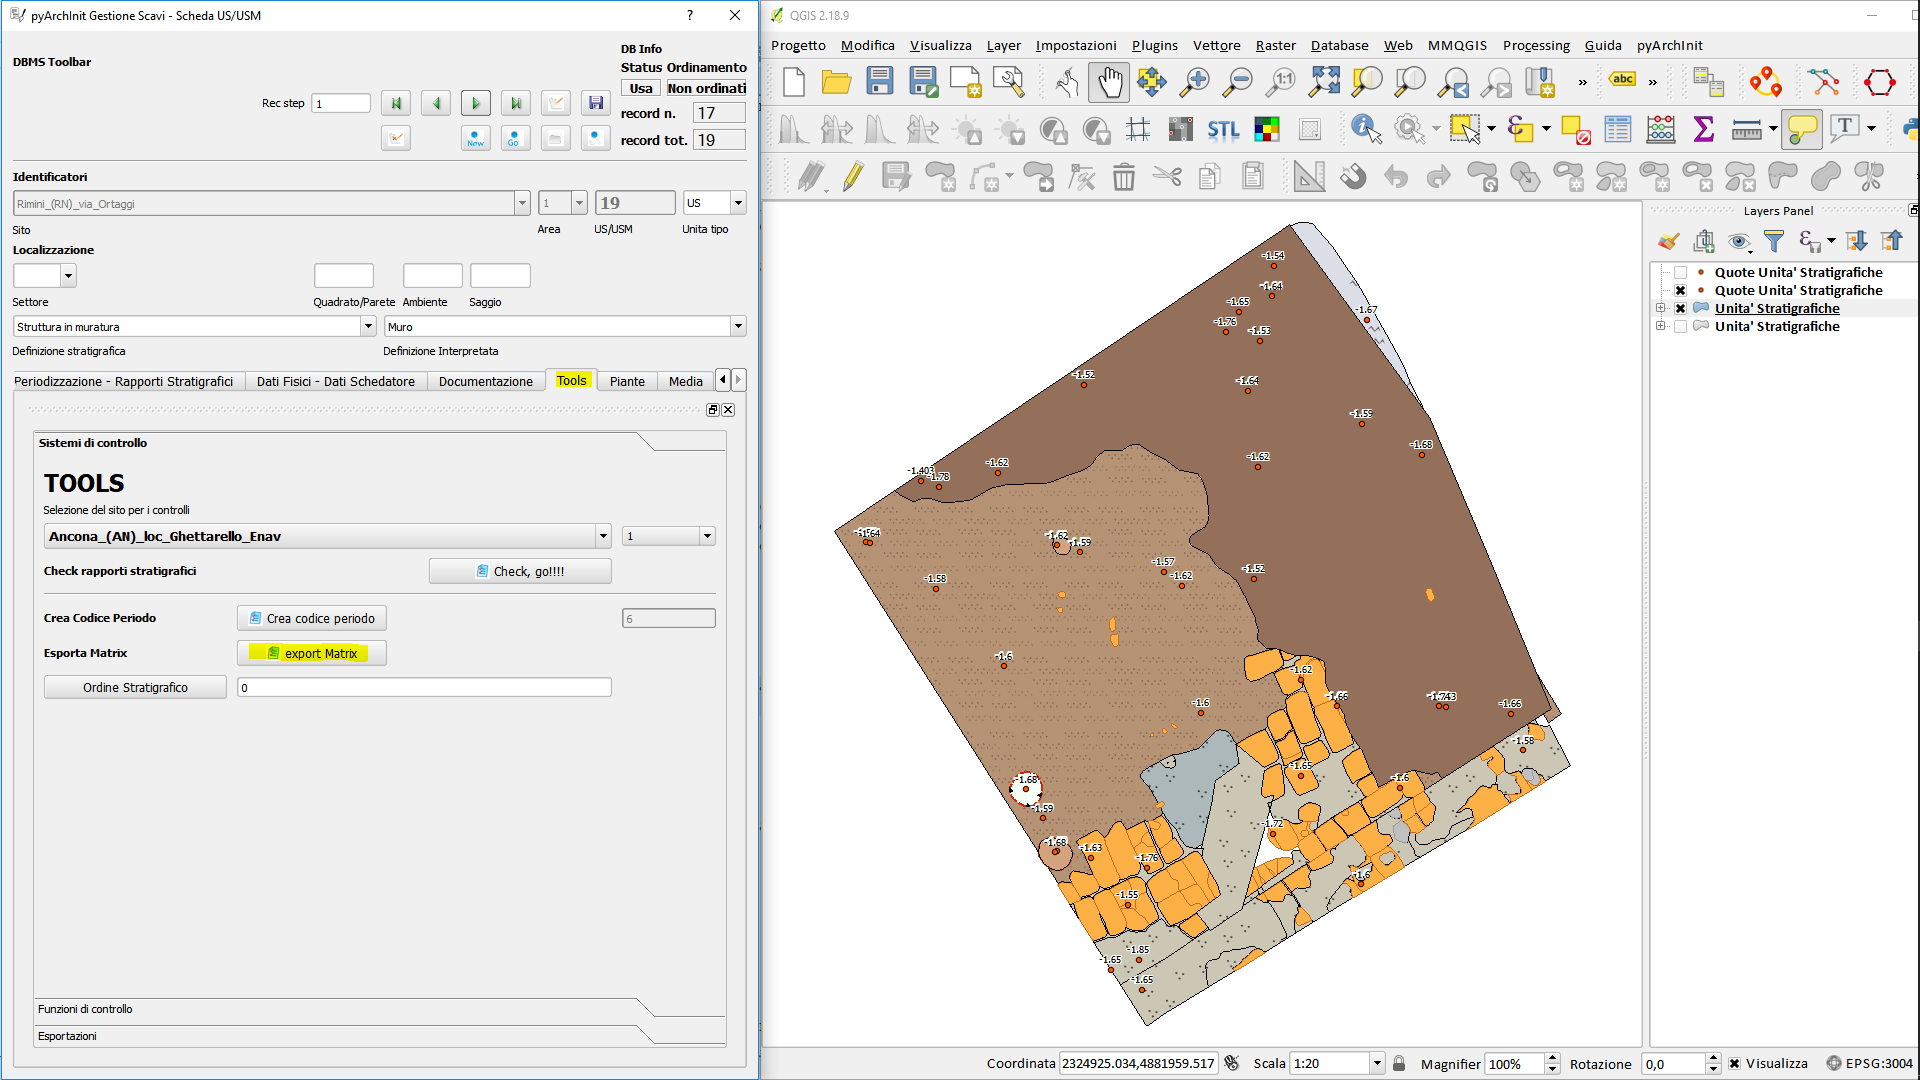 pyArchInit Gestione Scavi - Scheda US/USM
?
DBMS Toolbar
DB Info
Status Ordinamento
Usa Non ordinati
Rec step 1
record n. 17
New Go
record tot. 19
Identificatori
Rimini_(RN)_via_Ortaggi 1 19 US
Sito Area US/USM Unita tipo
Localizzazione
Settore Quadrato/Parete Ambiente Saggio
Struttura in muratura Muro
Definizione stratigrafica Definizione Interpretata
Periodizzazione - Rapporti Stratigrafici Dati Fisici - Dati Schedatore Documentazione Tools Piante Media
Sistemi di controllo
TOOLS
Selezione del sito per i controlli
Ancona_(AN)_loc_Ghettarello_Enav 1
Check rapporti stratigrafici Check, go!!!!
Crea Codice Periodo Crea codice periodo 6
Esporta Matrix export Matrix
Ordine Stratigrafico 0
Funzioni di controllo
Esportazioni
QGIS 2.18.9
Progetto Modifica Visualizza Layer Impostazioni Plugins Vettore Raster Database Web MMQGIS Processing Guida pyArchInit
1:1 » abc »
STL Σ T
Layers Panel
Quote Unita' Stratigrafiche
Quote Unita' Stratigrafiche
Unita' Stratigrafiche
Unita' Stratigrafiche
-1.54
-1.64
-1.65
-1.67
-1.76
-1.53
-1.52
-1.64
-1.59
-1.68
-1.62
-1.62
-1.403
-1.78
-1.64
-1.62
-1.59
-1.57
-1.62
-1.52
-1.58
-1.6
-1.62
-1.66
-1.6
-1.66
-1.58
-1.65
-1.68
-1.6
-1.59
-1.72
-1.68
-1.63
-1.76
-1.6
-1.55
-1.85
-1.65
-1.65
Coordinata 2324925.034,4881959.517 Scala 1:20 Magnifier 100% Rotazione 0,0 Visualizza EPSG:3004